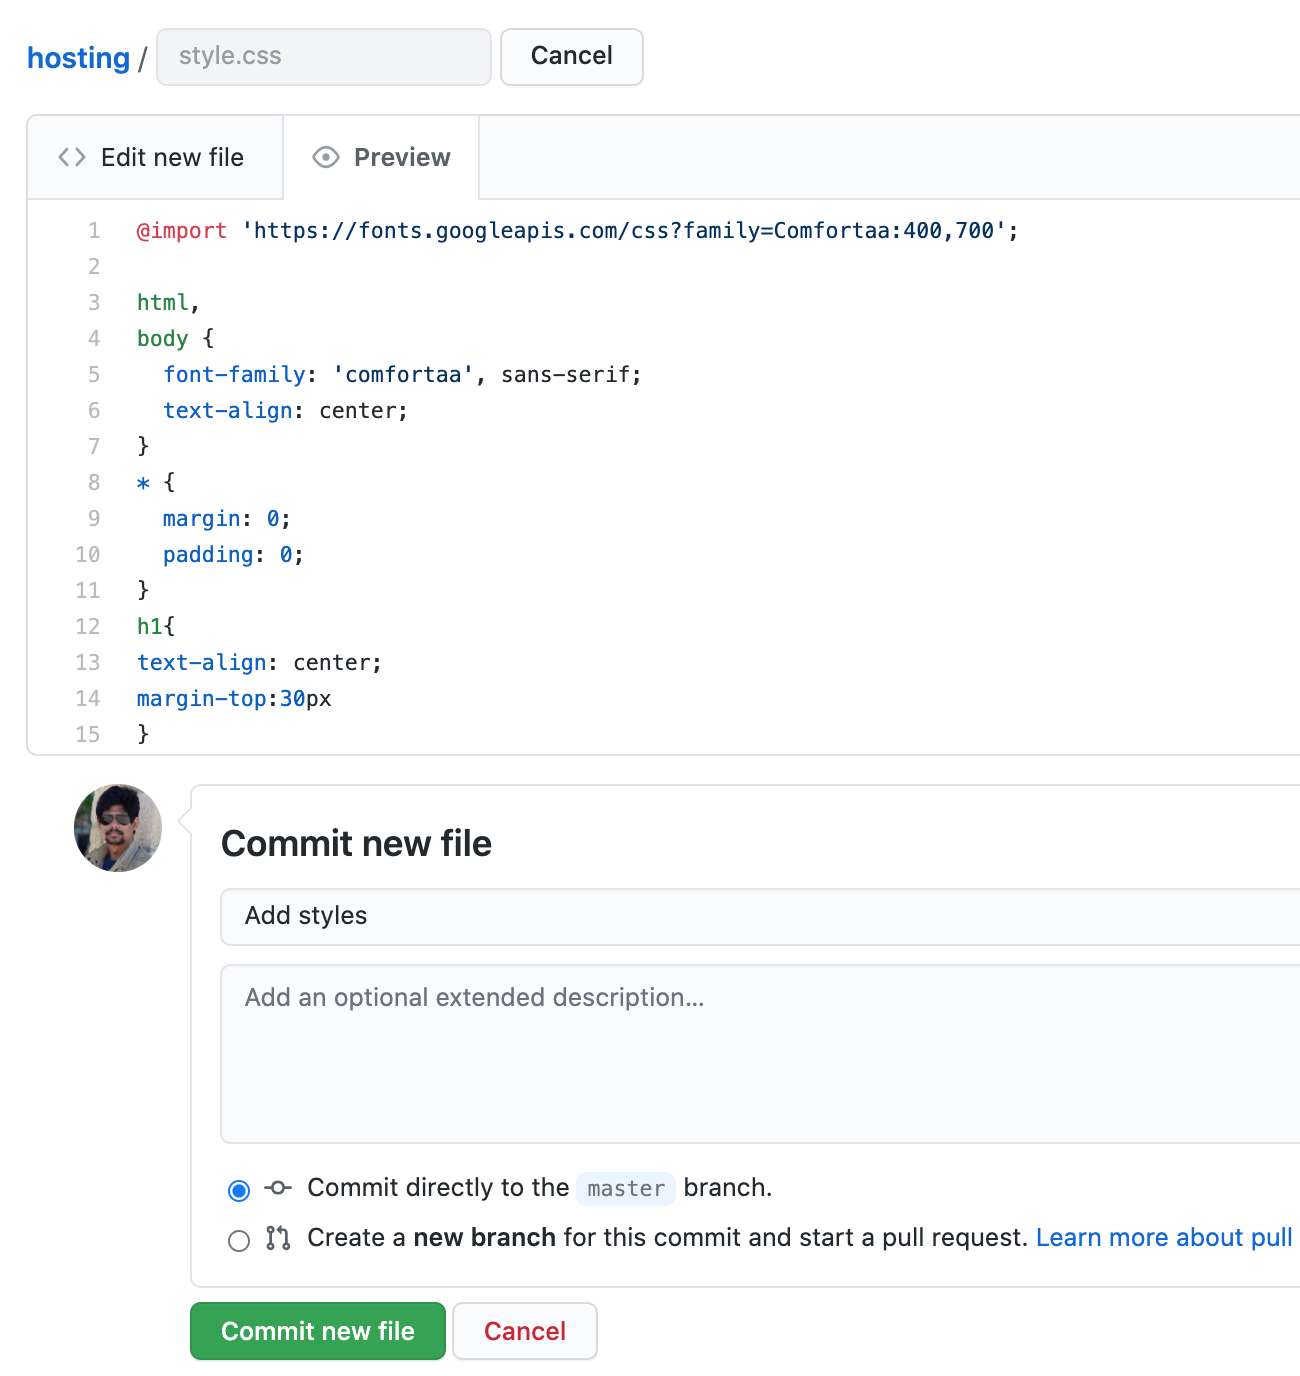 hosting / style.css Cancel
Edit new file Preview
1 @import 'https://fonts.googleapis.com/css?family=Comfortaa:400,700';
2
3 html,
4 body {
5   font-family: 'comfortaa', sans-serif;
6   text-align: center;
7 }
8 * {
9   margin: 0;
10   padding: 0;
11 }
12 h1{
13 text-align: center;
14 margin-top:30px
15 }
Commit new file
Add styles
Add an optional extended description...
Commit directly to the master branch.
Create a new branch for this commit and start a pull request. Learn more about pull
Commit new file Cancel